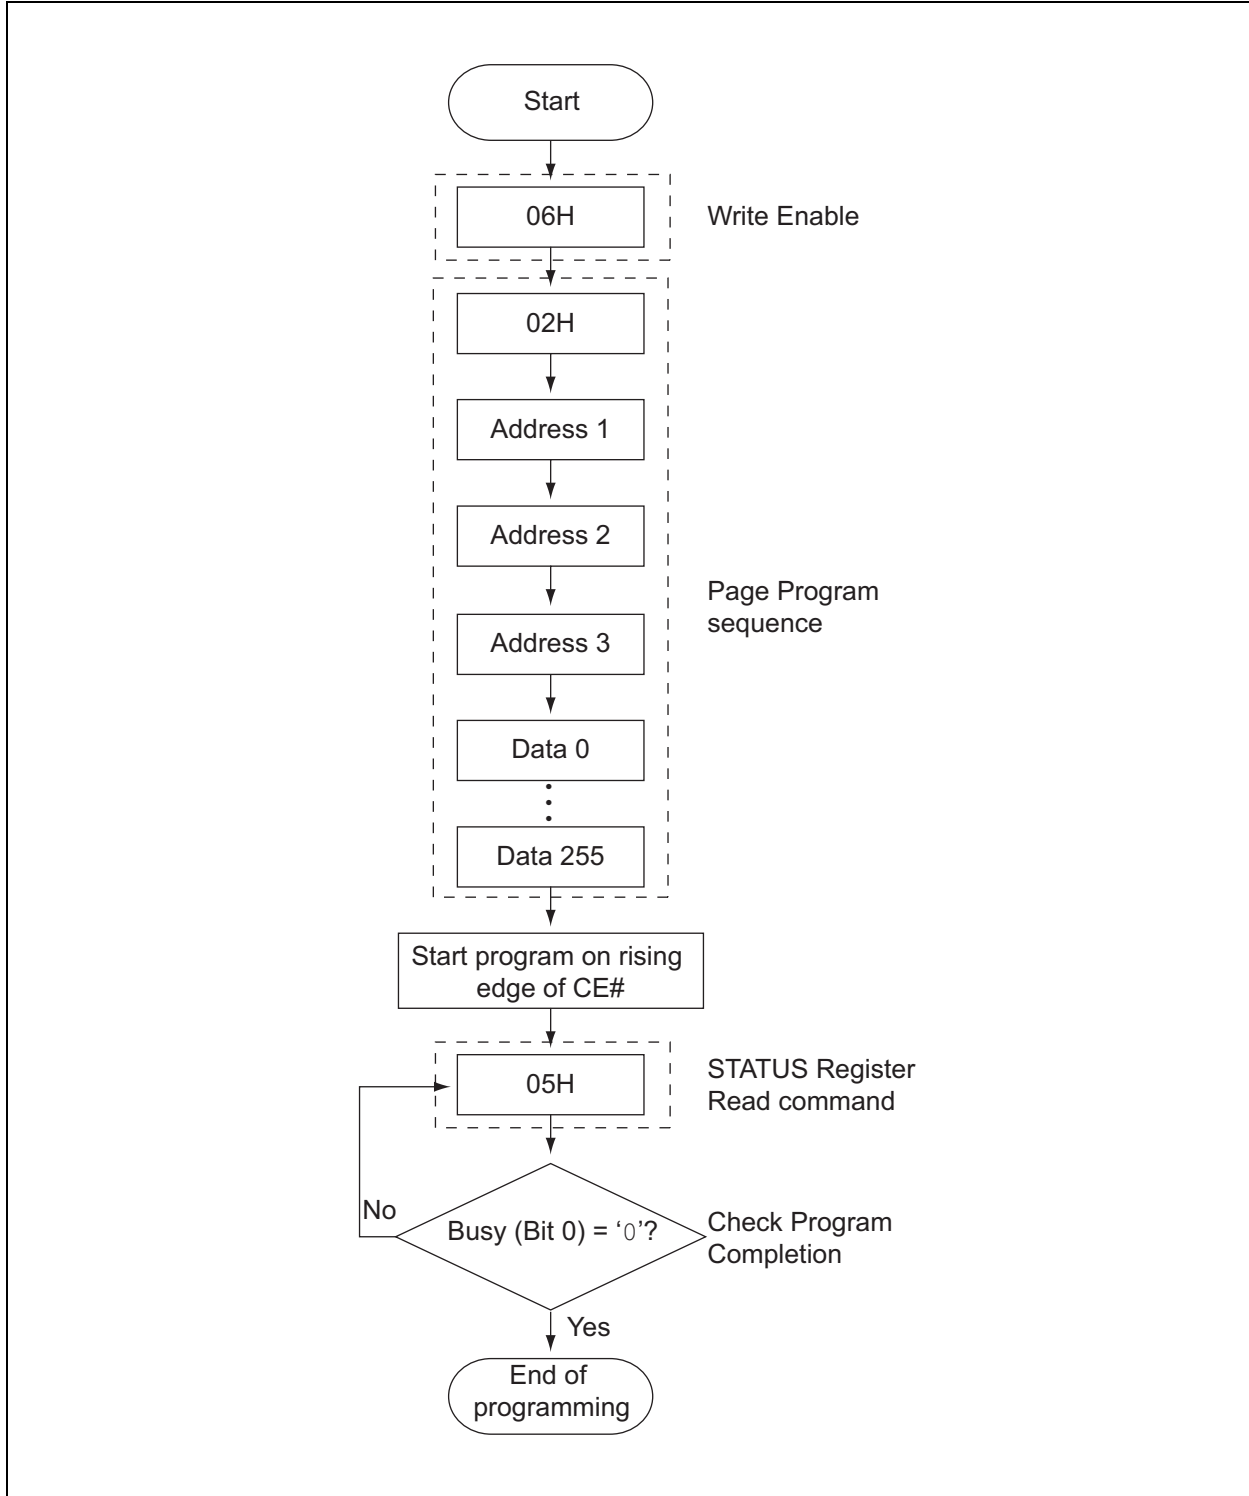 Start
06H
Write Enable
02H
Address 1
Address 2
Address 3
Page Program
sequence
Data 0
Data 255
Start program on rising
edge of CE#
05H
STATUS Register
Read command
No
Busy (Bit 0) = ‘0’?
Check Program
Completion
Yes
End of
programming